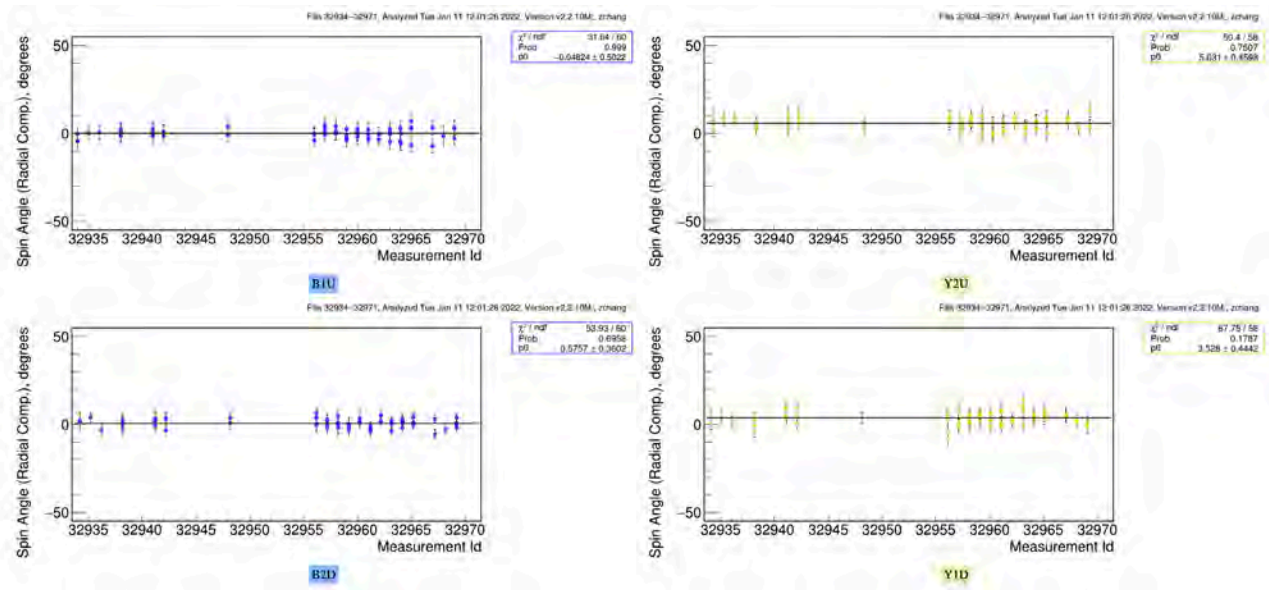 Fills 32934–32971, Analyzed Tue Jan 11 12:01:26 2022, Version v2.2.10ML, zchang
χ² / ndf 31.64 / 60
Prob 0.999
p0 −0.04824 ± 0.5022
50
0
−50
Spin Angle (Radial Comp.), degrees
32935 32940 32945 32950 32955 32960 32965 32970
Measurement Id
B1U
Fills 32934–32971, Analyzed Tue Jan 11 12:01:26 2022, Version v2.2.10ML, zchang
χ² / ndf 50.4 / 58
Prob 0.7507
p0 5.631 ± 0.4568
50
0
−50
Spin Angle (Radial Comp.), degrees
32935 32940 32945 32950 32955 32960 32965 32970
Measurement Id
Y2U
Fills 32934–32971, Analyzed Tue Jan 11 12:01:26 2022, Version v2.2.10ML, zchang
χ² / ndf 53.93 / 60
Prob 0.6958
p0 0.5757 ± 0.3602
50
0
−50
Spin Angle (Radial Comp.), degrees
32935 32940 32945 32950 32955 32960 32965 32970
Measurement Id
B2D
Fills 32934–32971, Analyzed Tue Jan 11 12:01:26 2022, Version v2.2.10ML, zchang
χ² / ndf 67.75 / 58
Prob 0.1787
p0 3.528 ± 0.4442
50
0
−50
Spin Angle (Radial Comp.), degrees
32935 32940 32945 32950 32955 32960 32965 32970
Measurement Id
Y1D